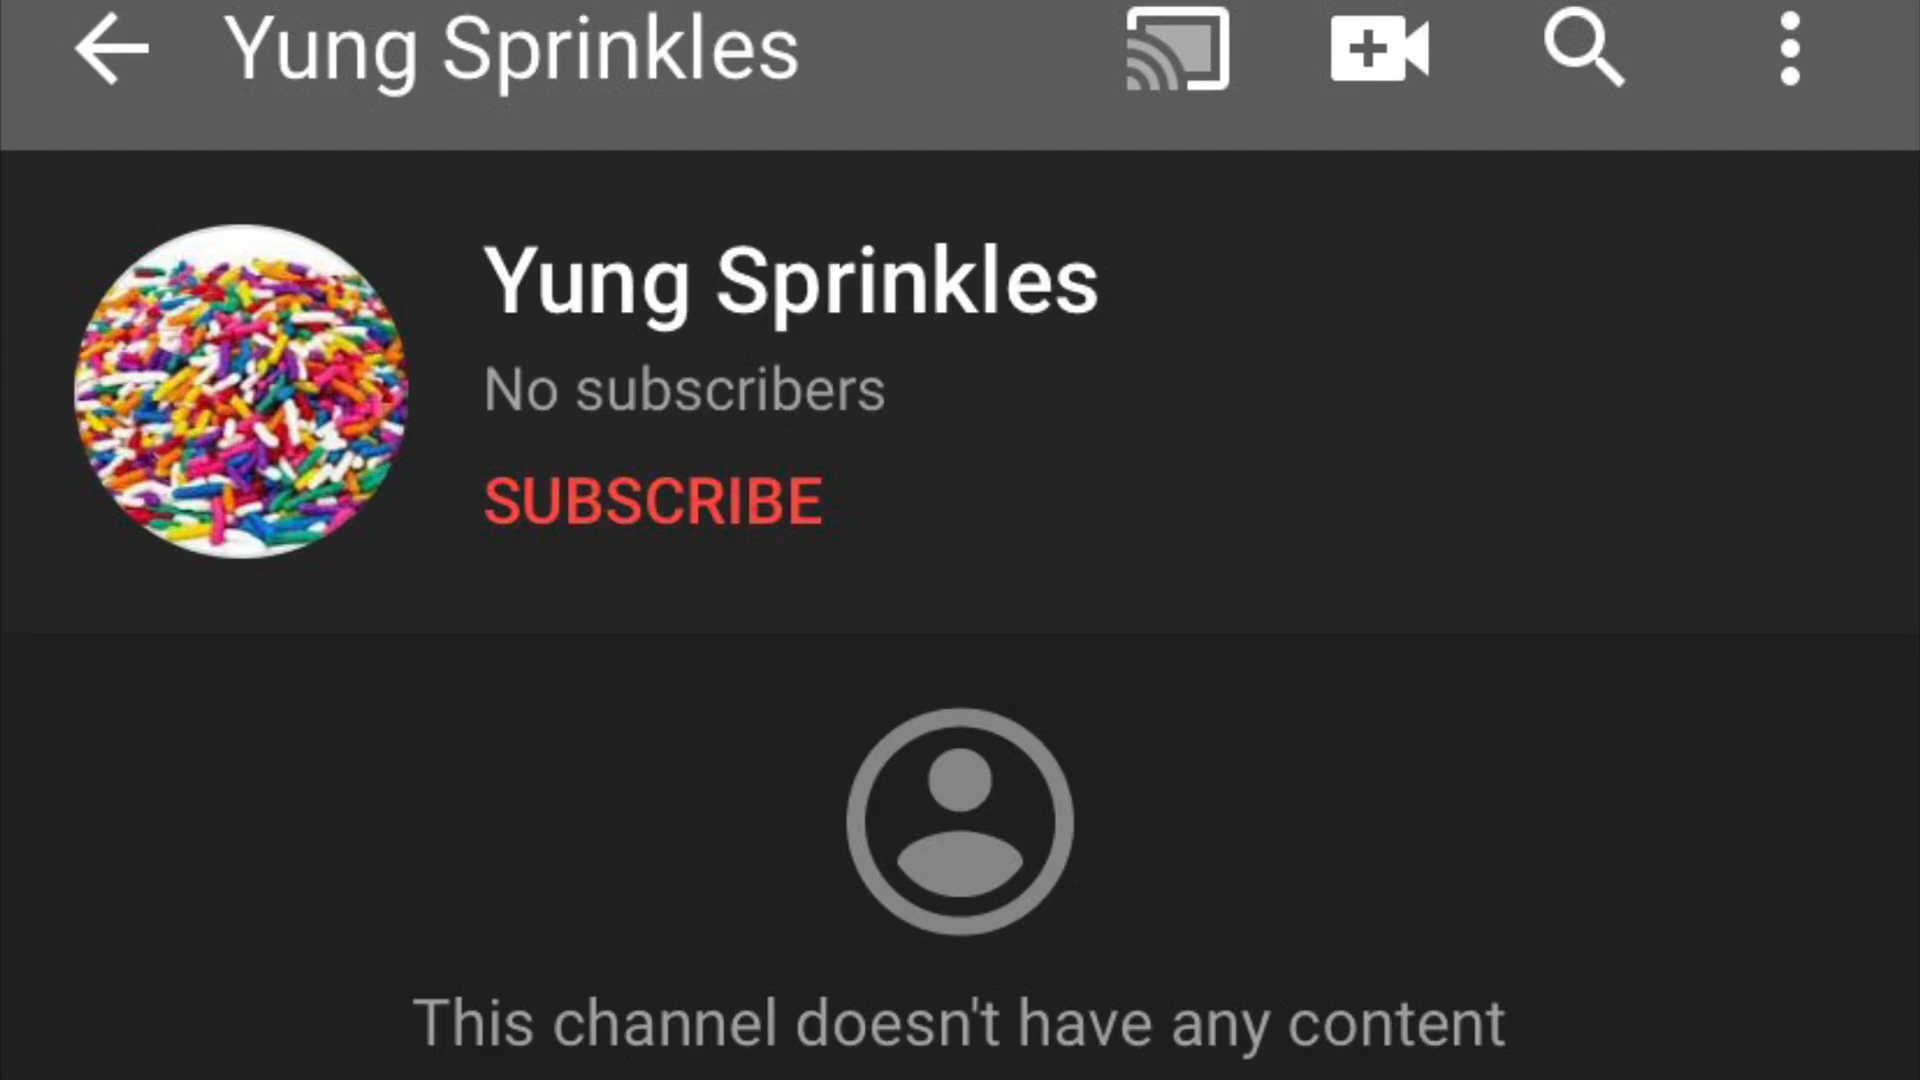 Yung Sprinkles
Yung Sprinkles
No subscribers
SUBSCRIBE
This channel doesn't have any content